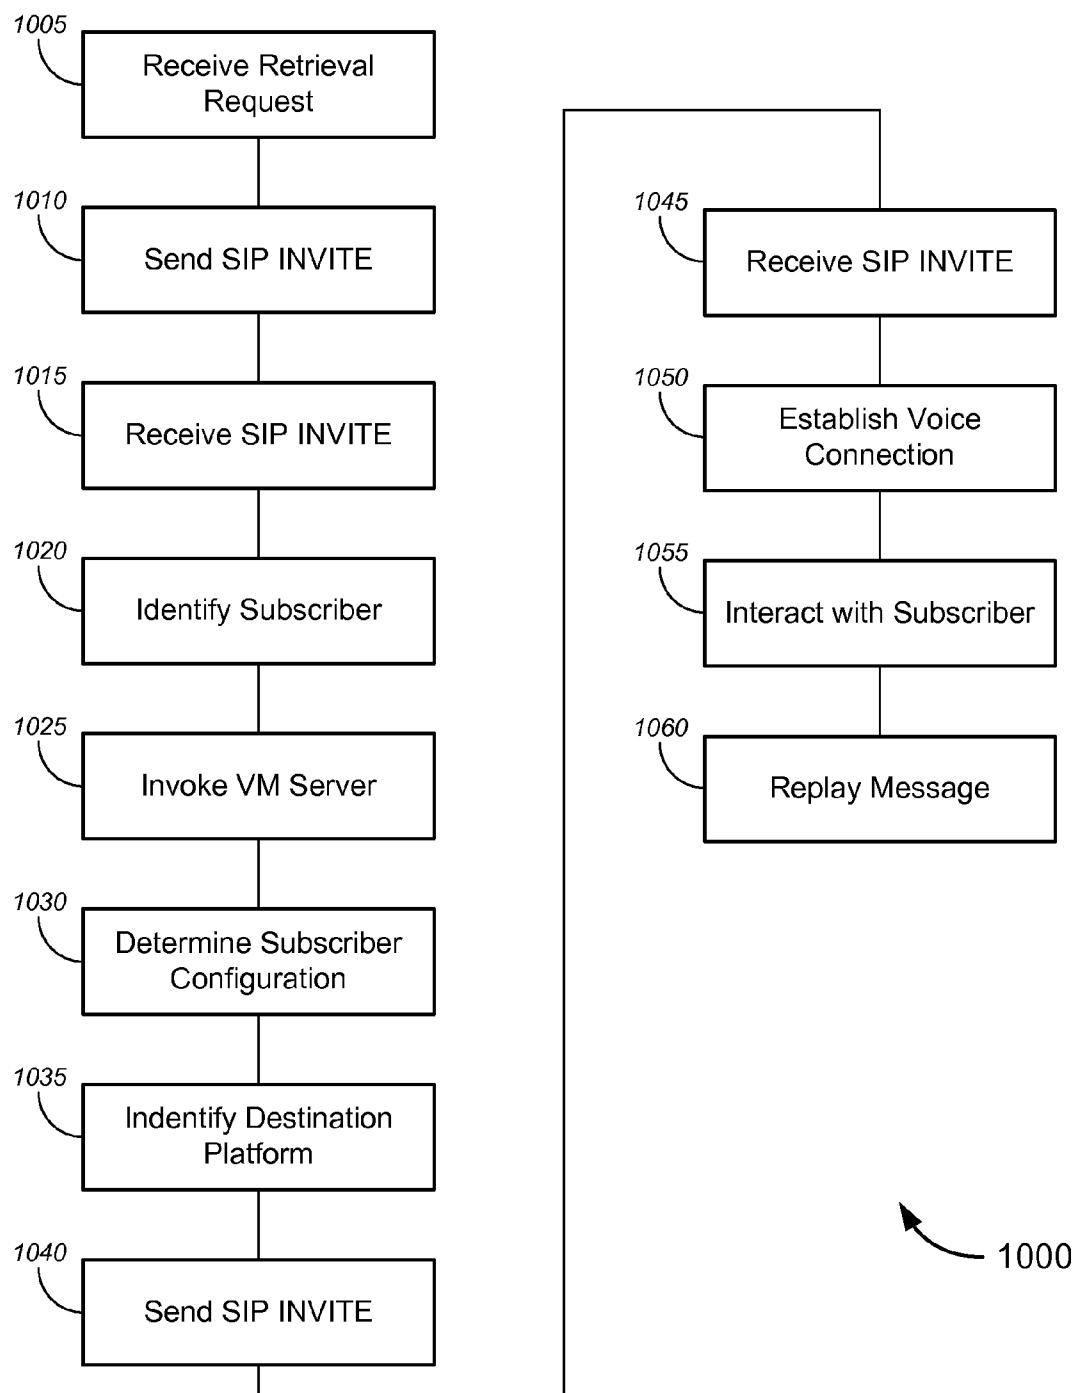 1005
Receive Retrieval
Request
1010
Send SIP INVITE
1015
Receive SIP INVITE
1020
Identify Subscriber
1025
Invoke VM Server
1030
Determine Subscriber
Configuration
1035
Indentify Destination
Platform
1040
Send SIP INVITE
1045
Receive SIP INVITE
1050
Establish Voice
Connection
1055
Interact with Subscriber
1060
Replay Message
1000